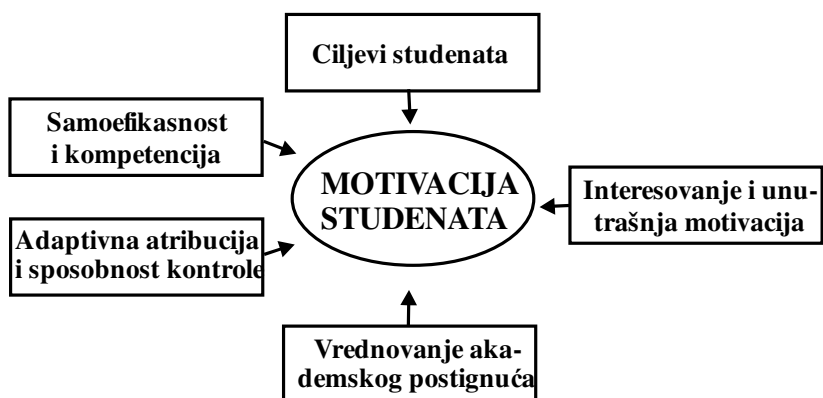 Ciljevi studenata
Samoefikasnost
i kompetencija
MOTIVACIJA
STUDENATA
Interesovanje i unu-
trašnja motivacija
Adaptivna atribucija
i sposobnost kontrole
Vrednovanje aka-
demskog postignuća